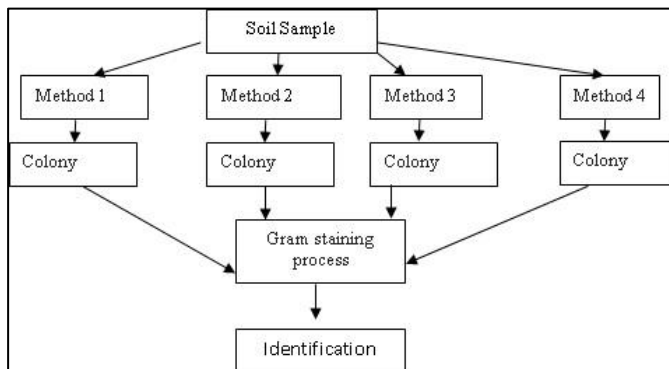 Soil Sample
Method 1
Method 2
Method 3
Method 4
Colony
Colony
Colony
Colony
Gram staining
process
Identification